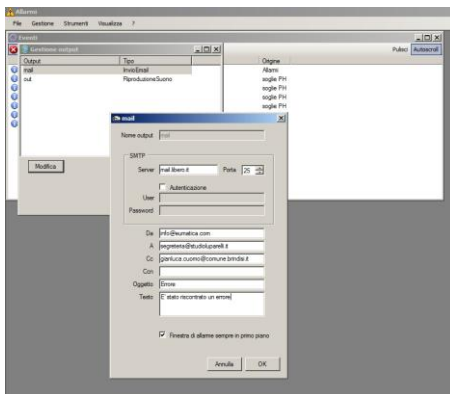 Allarmi
File Gestione Strumenti Visualizza ?
Eventi
Gestione output
Pulisci Autoscroll
Output Tipo Origine
mail InvioEmail Allarmi
out RiproduzioneSuono soglie PH
soglie PH
soglie PH
soglie PH
Modifica
mail
Nome output mail
SMTP
Server mail.libero.it Porta 25
Autenticazione
User
Password
Da info@eumatica.com
A segreteria@studioluparelli.it
Cc gianluca.cuomo@comune.brindisi.it
Ccn
Oggetto Errore
Testo E' stato riscontrato un errore
Finestra di allarme sempre in primo piano
Annulla OK